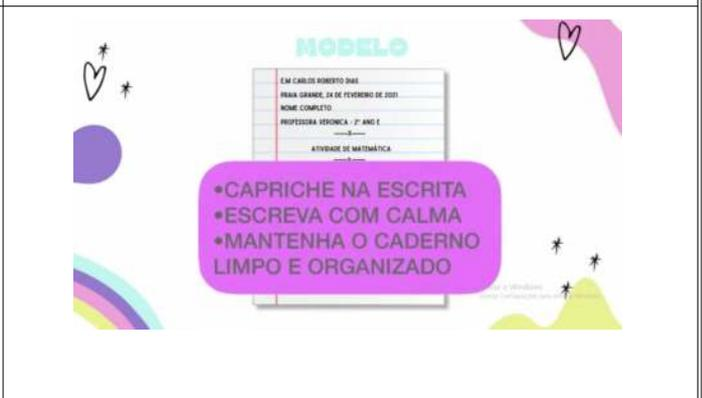 MODELO
E.M CARLOS ROBERTO DIAS
PRAIA GRANDE, 24 DE FEVEREIRO DE 2021
NOME COMPLETO
PROFESSORA VERONICA - 2º ANO E
-----X-----
ATIVIDADE DE MATEMÁTICA
•CAPRICHE NA ESCRITA
•ESCREVA COM CALMA
•MANTENHA O CADERNO
LIMPO E ORGANIZADO